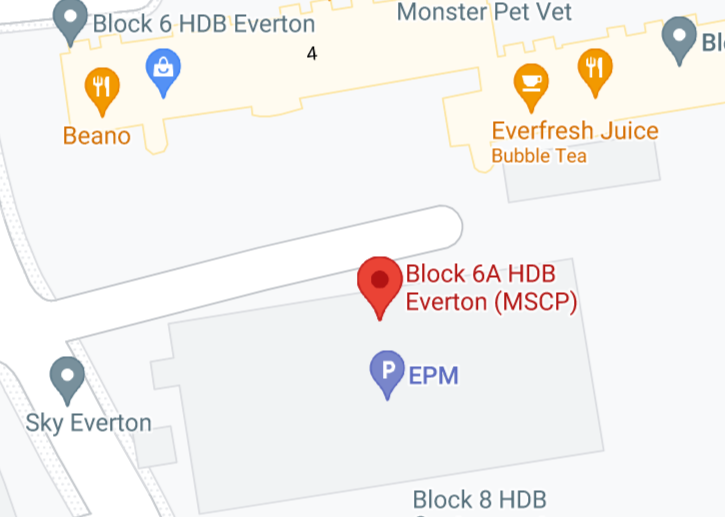 Monster Pet Vet
Block 6 HDB Everton
4
Beano
Everfresh Juice
Bubble Tea
Block 6A HDB
Everton (MSCP)
P
EPM
Sky Everton
Block 8 HDB